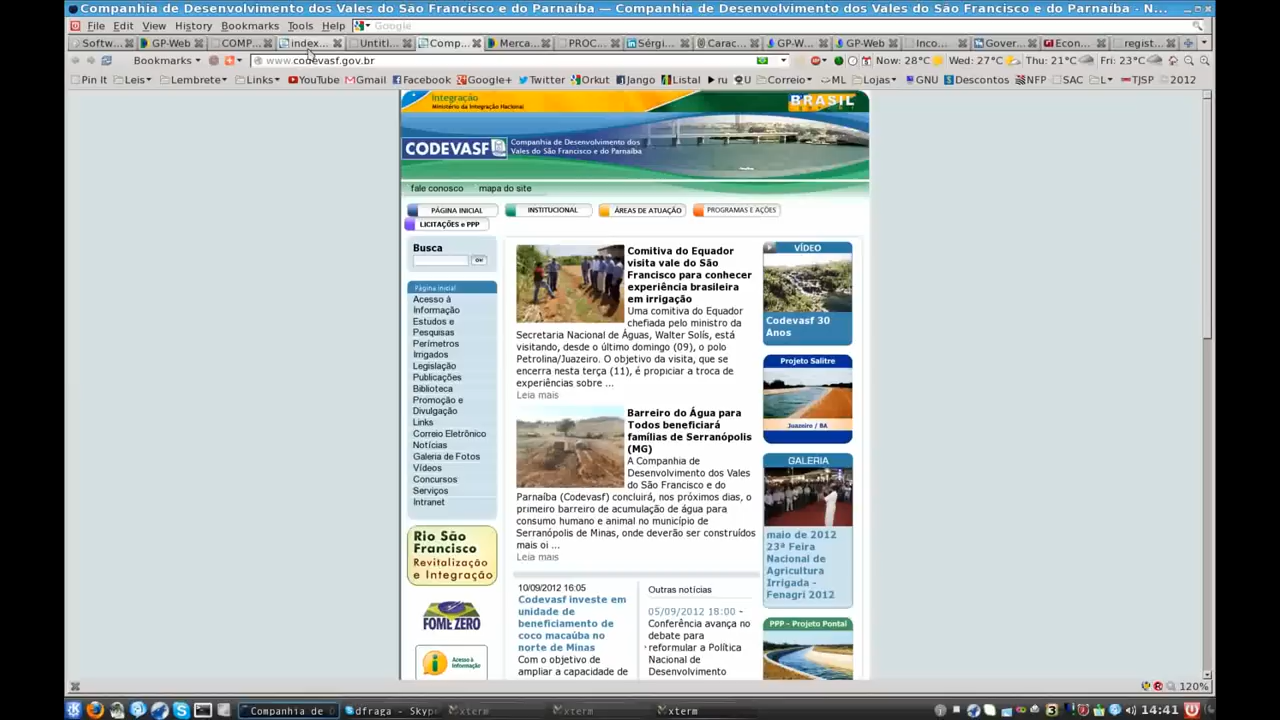 Companhia de Desenvolvimento dos Vales do São Francisco e do Parnaíba — Companhia de Desenvolvimento dos Vales do São Francisco e do Parnaíba - N...
File Edit View History Bookmarks Tools Help Google
Softw... GP-Web COMP... index... Untitl... Comp... Merca... PROC... Sérgi... Carac... GP-W... GP-Web Inco... Gover... Econ... regist...
Bookmarks www.codevasf.gov.br Now: 28°C Wed: 27°C Thu: 21°C Fri: 23°C
Pin It Leis Lembrete Links YouTube Gmail Facebook Google+ Twitter Orkut Jango Listal ru U Correio ML Lojas GNU Descontos NFP SAC L TJSP 2012
Integração
Ministério da Integração Nacional
BRASIL
CODEVASF
Companhia de Desenvolvimento dos
Vales do São Francisco e do Parnaíba
fale conosco mapa do site
PÁGINA INICIAL INSTITUCIONAL ÁREAS DE ATUAÇÃO PROGRAMAS E AÇÕES
LICITAÇÕES e PPP
Busca
OK
Página Inicial
Acesso à
Informação
Estudos e
Pesquisas
Perímetros
Irrigados
Legislação
Publicações
Biblioteca
Promoção e
Divulgação
Links
Correio Eletrônico
Notícias
Galeria de Fotos
Vídeos
Concursos
Serviços
Intranet
Rio São
Francisco
Revitalização
e Integração
FOME ZERO
Acesso à
Informação
Comitiva do Equador
visita vale do São
Francisco para conhecer
experiência brasileira
em irrigação
Uma comitiva do Equador
chefiada pelo ministro da
Secretaria Nacional de Águas, Walter Solís, está
visitando, desde o último domingo (09), o polo
Petrolina/Juazeiro. O objetivo da visita, que se
encerra nesta terça (11), é propiciar a troca de
experiências sobre ...
Leia mais
Barreiro do Água para
Todos beneficiará
famílias de Serranópolis
(MG)
A Companhia de
Desenvolvimento dos Vales
do São Francisco e do
Parnaíba (Codevasf) concluirá, nos próximos dias, o
primeiro barreiro de acumulação de água para
consumo humano e animal no município de
Serranópolis de Minas, onde deverão ser construídos
mais oi ...
Leia mais
10/09/2012 16:05
Codevasf investe em
unidade de
beneficiamento de
coco macaúba no
norte de Minas
Com o objetivo de
ampliar a capacidade de
Outras notícias
05/09/2012 18:00 -
Conferência avança no
debate para
reformular a Política
Nacional de
Desenvolvimento
VÍDEO
Codevasf 30
Anos
Projeto Salitre
Juazeiro / BA
GALERIA
maio de 2012
23ª Feira
Nacional de
Agricultura
Irrigada -
Fenagri 2012
PPP - Projeto Pontal
120%
Companhia de D dfraga - Skyp xterm xterm xterm 3 14:41